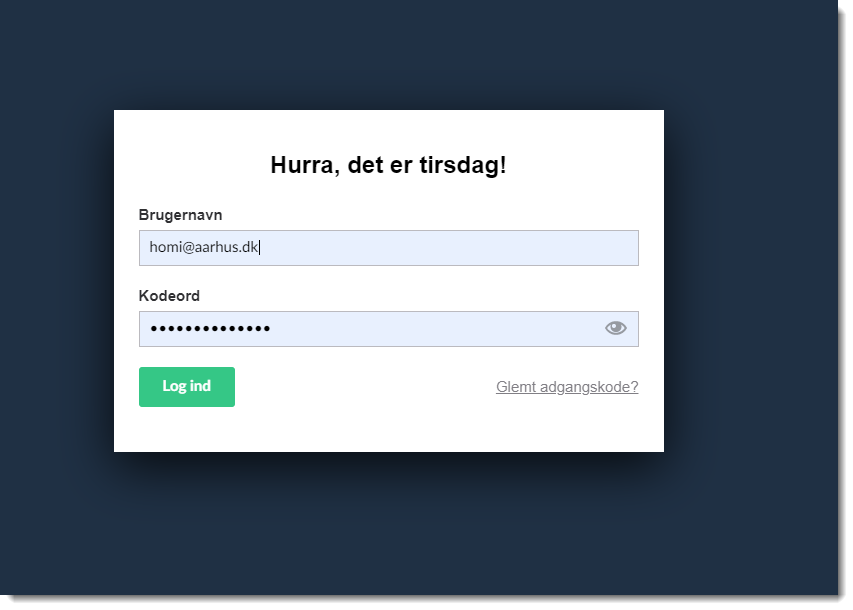 Hurra, det er tirsdag!
Brugernavn
homi@aarhus.dk
Kodeord
••••••••••••••
Log ind
Glemt adgangskode?